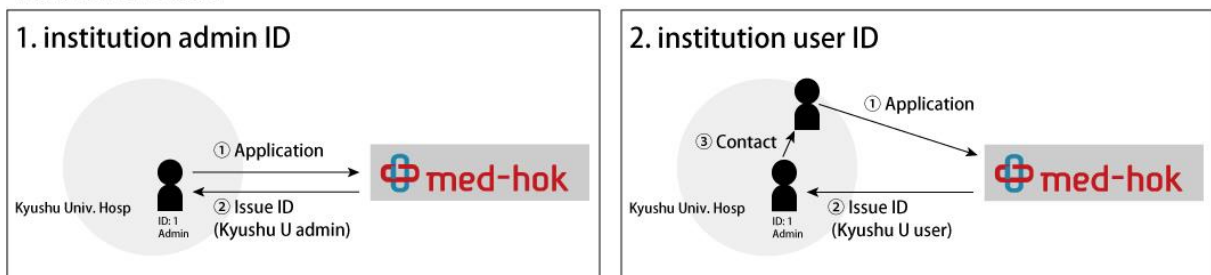 1. institution admin ID
① Application
med-hok
Kyushu Univ. Hosp
ID: 1
Admin
② Issue ID
(Kyushu U admin)
2. institution user ID
① Application
③ Contact
med-hok
Kyushu Univ. Hosp
ID: 1
Admin
② Issue ID
(Kyushu U user)